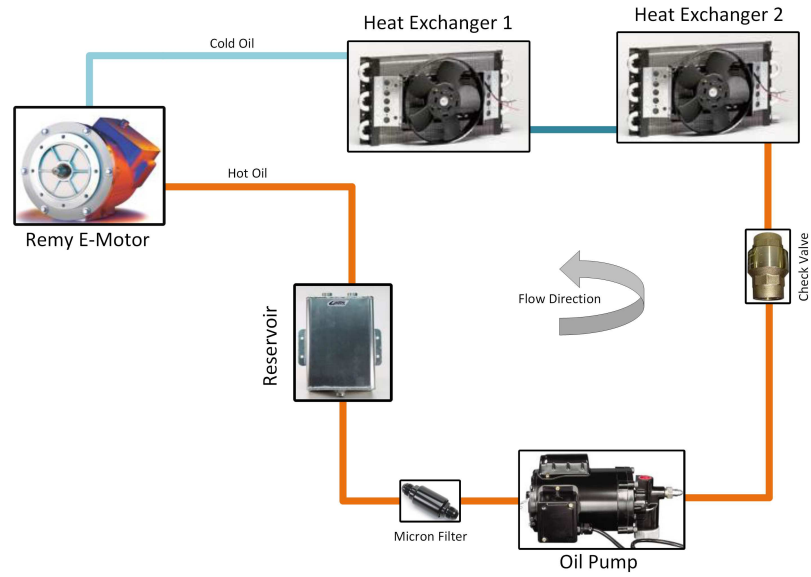 Heat Exchanger 1
Heat Exchanger 2
Cold Oil
Hot Oil
Remy E-Motor
Check Valve
Flow Direction
Reservoir
Micron Filter
Oil Pump